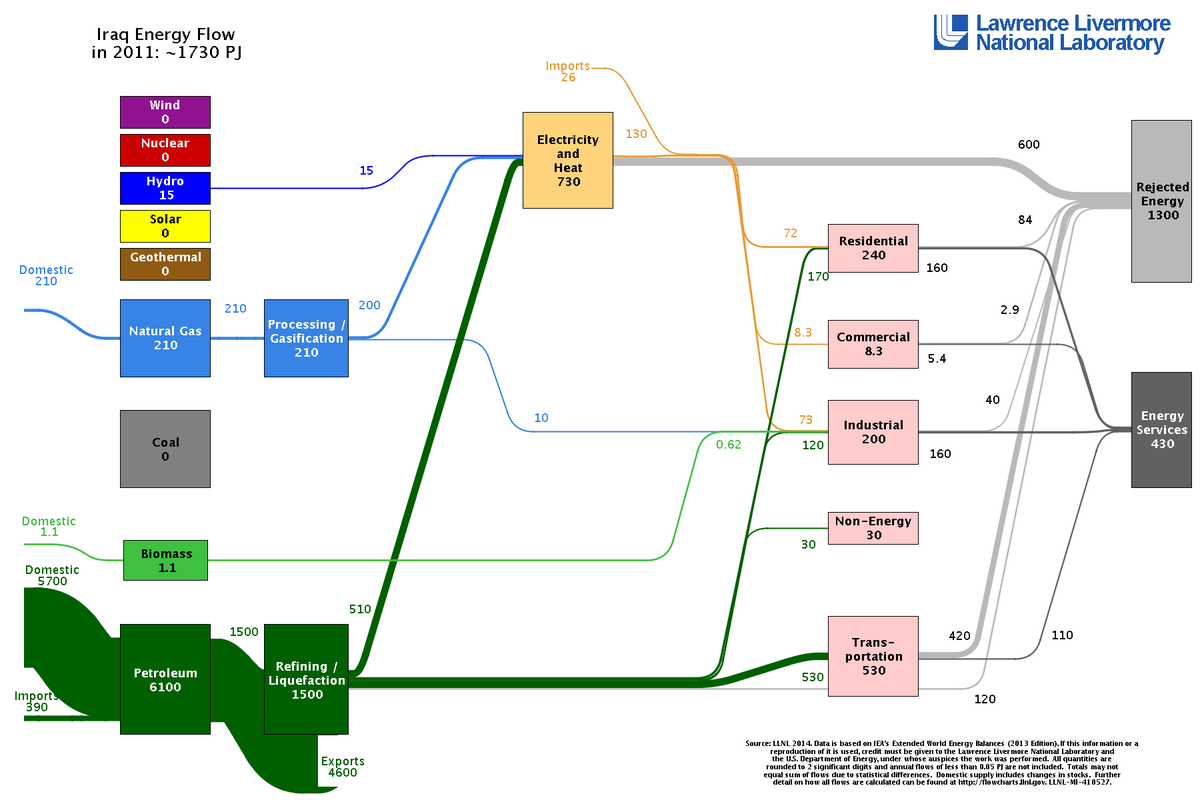 Iraq Energy Flow
in 2011: ~1730 PJ
Lawrence Livermore
National Laboratory
Imports
26
Wind
0
Nuclear
0
Hydro
15
Solar
0
Geothermal
0
15
Electricity
and
Heat
730
130
600
Rejected
Energy
1300
Domestic
210
Natural Gas
210
210
Processing /
Gasification
210
200
10
72
170
Residential
240
84
160
8.3
Commercial
8.3
2.9
5.4
73
120
Industrial
200
40
160
Energy
Services
430
Coal
0
0.62
Domestic
1.1
Biomass
1.1
30
Non-Energy
30
Domestic
5700
Imports
390
Petroleum
6100
1500
Refining /
Liquefaction
1500
510
530
Trans-
portation
530
420
110
120
Exports
4600
Source: LLNL 2014. Data is based on IEA's Extended World Energy Balances (2013 Edition). If this information or a
reproduction of it is used, credit must be given to the Lawrence Livermore National Laboratory and
the U.S. Department of Energy, under whose auspices the work was performed. All quantities are
rounded to 2 significant digits and annual flows of less than 0.05 PJ are not included. Totals may not
equal sum of flows due to statistical differences. Domestic supply includes changes in stocks. Further
detail on how all flows are calculated can be found at http://flowcharts.llnl.gov. LLNL-MI-410527.